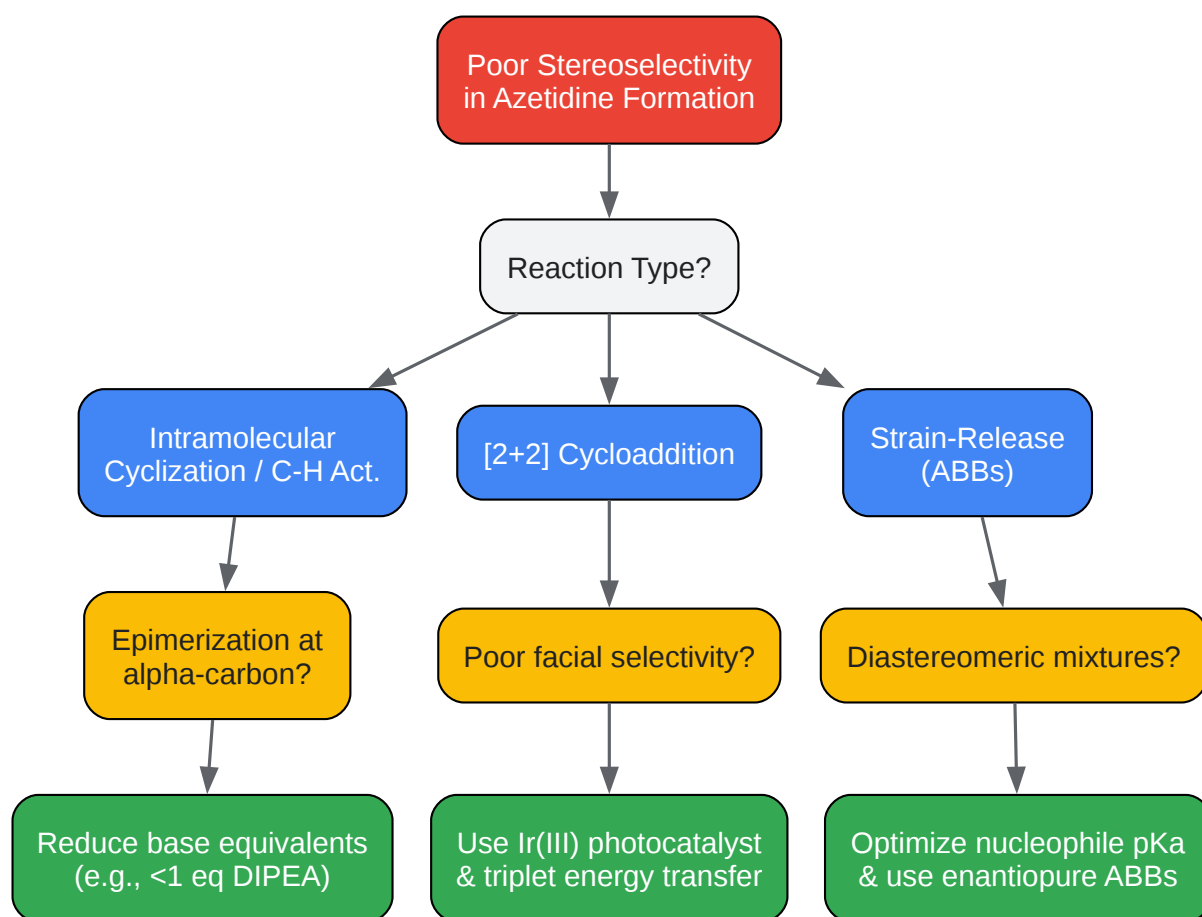 Poor Stereoselectivity
in Azetidine Formation
Reaction Type?
Intramolecular
Cyclization / C-H Act.
[2+2] Cycloaddition
Strain-Release
(ABBs)
Epimerization at
alpha-carbon?
Poor facial selectivity?
Diastereomeric mixtures?
Reduce base equivalents
(e.g., <1 eq DIPEA)
Use Ir(III) photocatalyst
& triplet energy transfer
Optimize nucleophile pKa
& use enantiopure ABBs